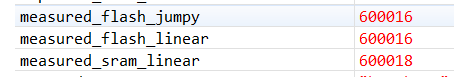 measured_flash_jumpy 600016
measured_flash_linear 600016
measured_sram_linear 600018